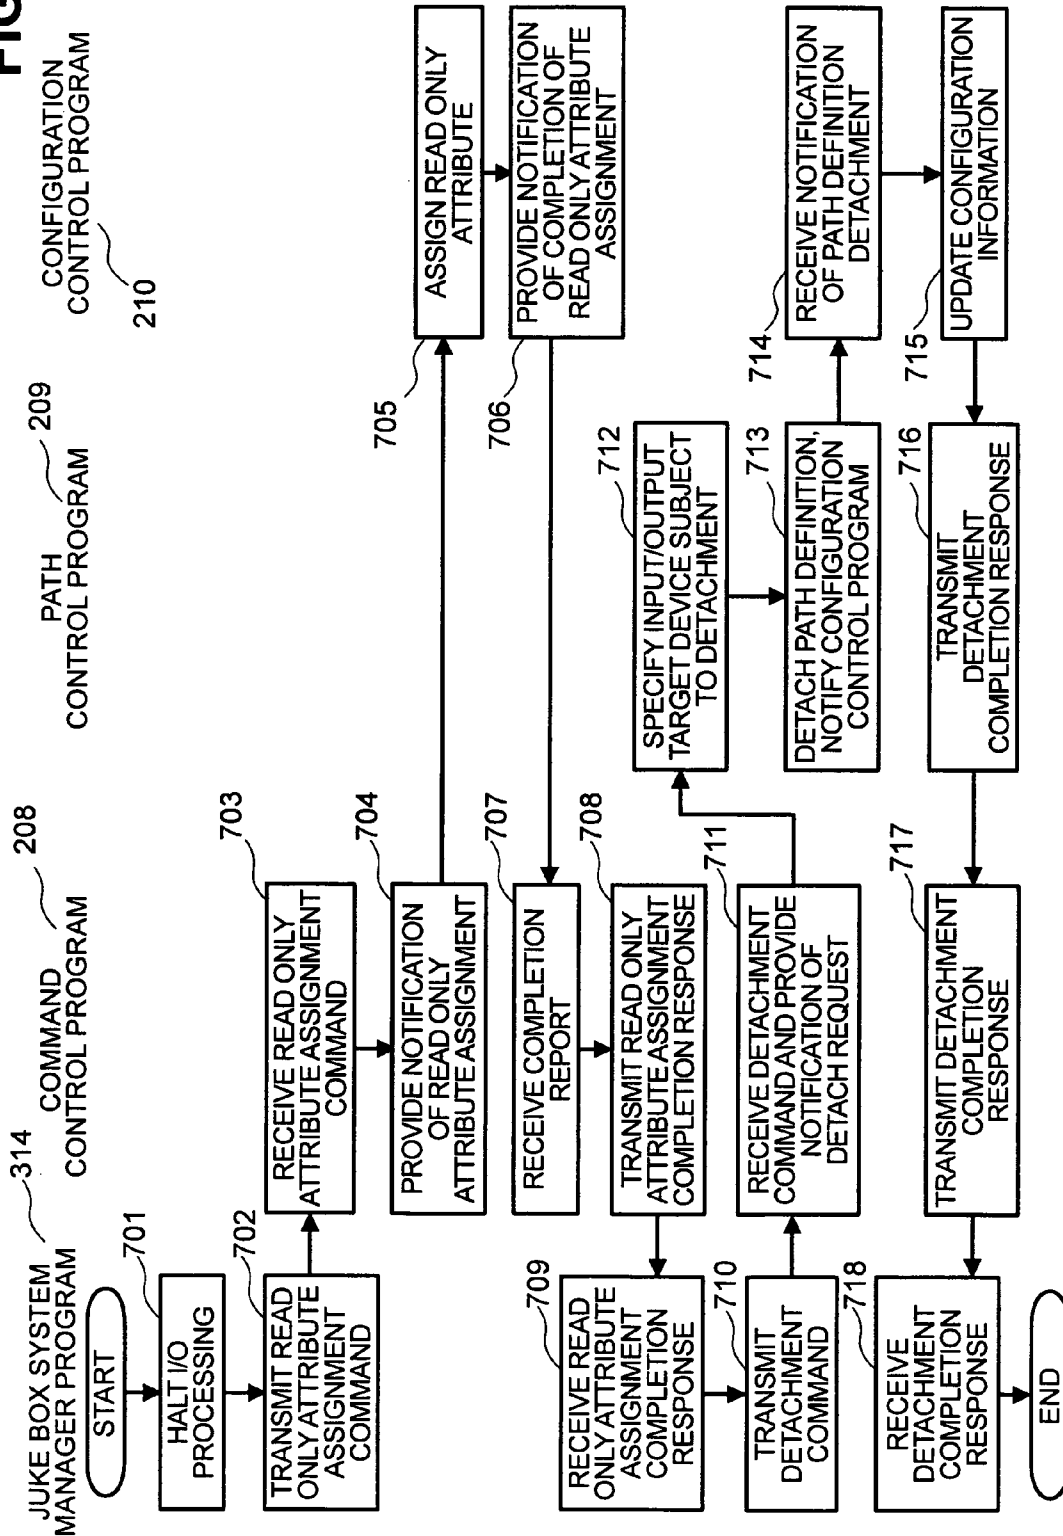 FIG
JUKE BOX SYSTEM
MANAGER PROGRAM
314
COMMAND
CONTROL PROGRAM
208
PATH
CONTROL PROGRAM
209
CONFIGURATION
CONTROL PROGRAM
210
START
701
HALT I/O
PROCESSING
702
TRANSMIT READ
ONLY ATTRIBUTE
ASSIGNMENT
COMMAND
703
RECEIVE READ ONLY
ATTRIBUTE ASSIGNMENT
COMMAND
704
PROVIDE NOTIFICATION
OF READ ONLY
ATTRIBUTE ASSIGNMENT
705
ASSIGN READ ONLY
ATTRIBUTE
706
PROVIDE NOTIFICATION
OF COMPLETION OF
READ ONLY ATTRIBUTE
ASSIGNMENT
707
RECEIVE COMPLETION
REPORT
708
TRANSMIT READ ONLY
ATTRIBUTE ASSIGNMENT
COMPLETION RESPONSE
709
RECEIVE READ
ONLY ATTRIBUTE
ASSIGNMENT
COMPLETION
RESPONSE
710
TRANSMIT
DETACHMENT
COMMAND
711
RECEIVE DETACHMENT
COMMAND AND PROVIDE
NOTIFICATION OF
DETACH REQUEST
712
SPECIFY INPUT/OUTPUT
TARGET DEVICE SUBJECT
TO DETACHMENT
713
DETACH PATH DEFINITION,
NOTIFY CONFIGURATION
CONTROL PROGRAM
714
RECEIVE NOTIFICATION
OF PATH DEFINITION
DETACHMENT
715
UPDATE CONFIGURATION
INFORMATION
716
TRANSMIT
DETACHMENT
COMPLETION RESPONSE
717
TRANSMIT DETACHMENT
COMPLETION
RESPONSE
718
RECEIVE
DETACHMENT
COMPLETION
RESPONSE
END